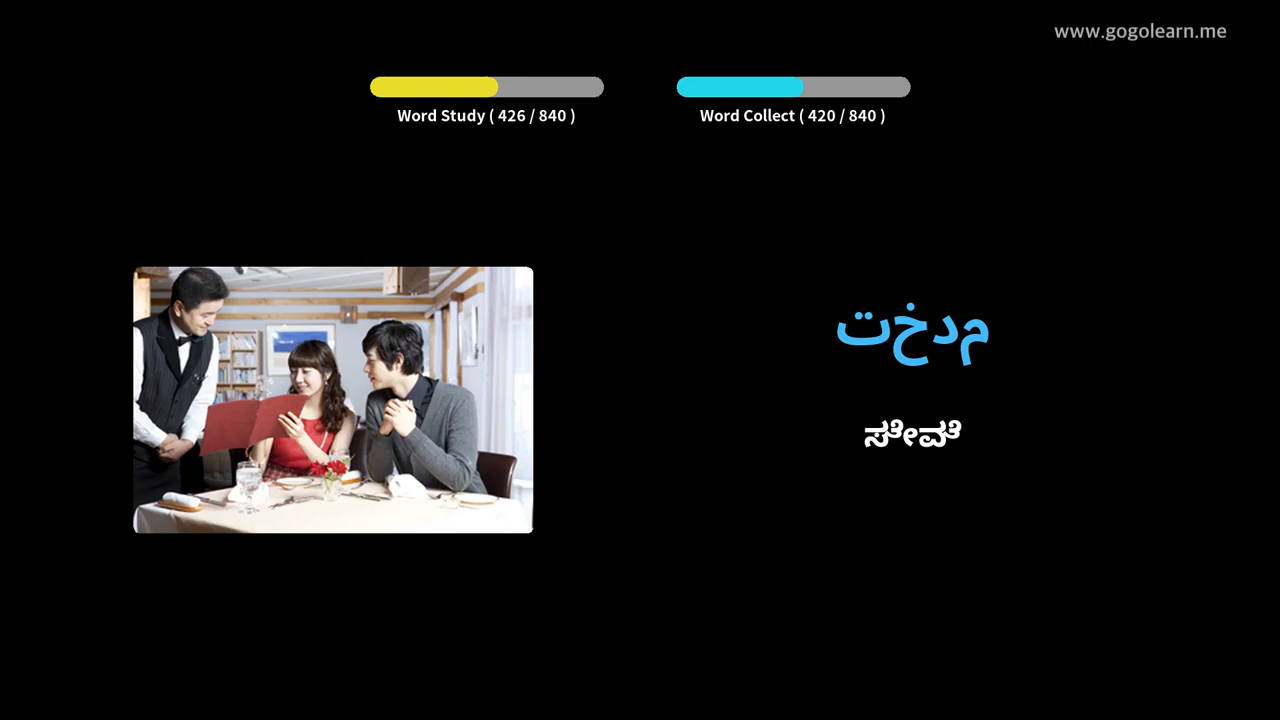 www.gogolearn.me
Word Study ( 426 / 840 )
Word Collect ( 420 / 840 )
م‌د‌خ‌ت
ಸೇವೆ